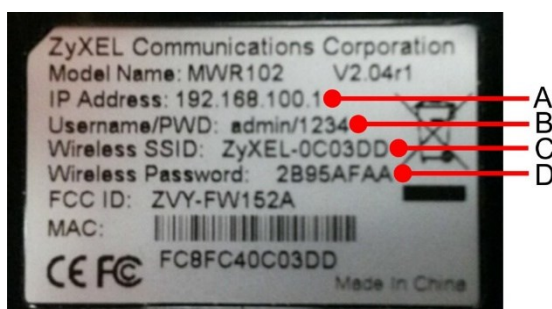 ZyXEL Communications Corporation
Model Name: MWR102 V2.04r1
IP Address: 192.168.100.1 A
Username/PWD: admin/1234 B
Wireless SSID: ZyXEL-0C03DD C
Wireless Password: 2B95AFAA D
FCC ID: ZVY-FW152A
MAC:
CE FC FC8FC40C03DD
Made In China